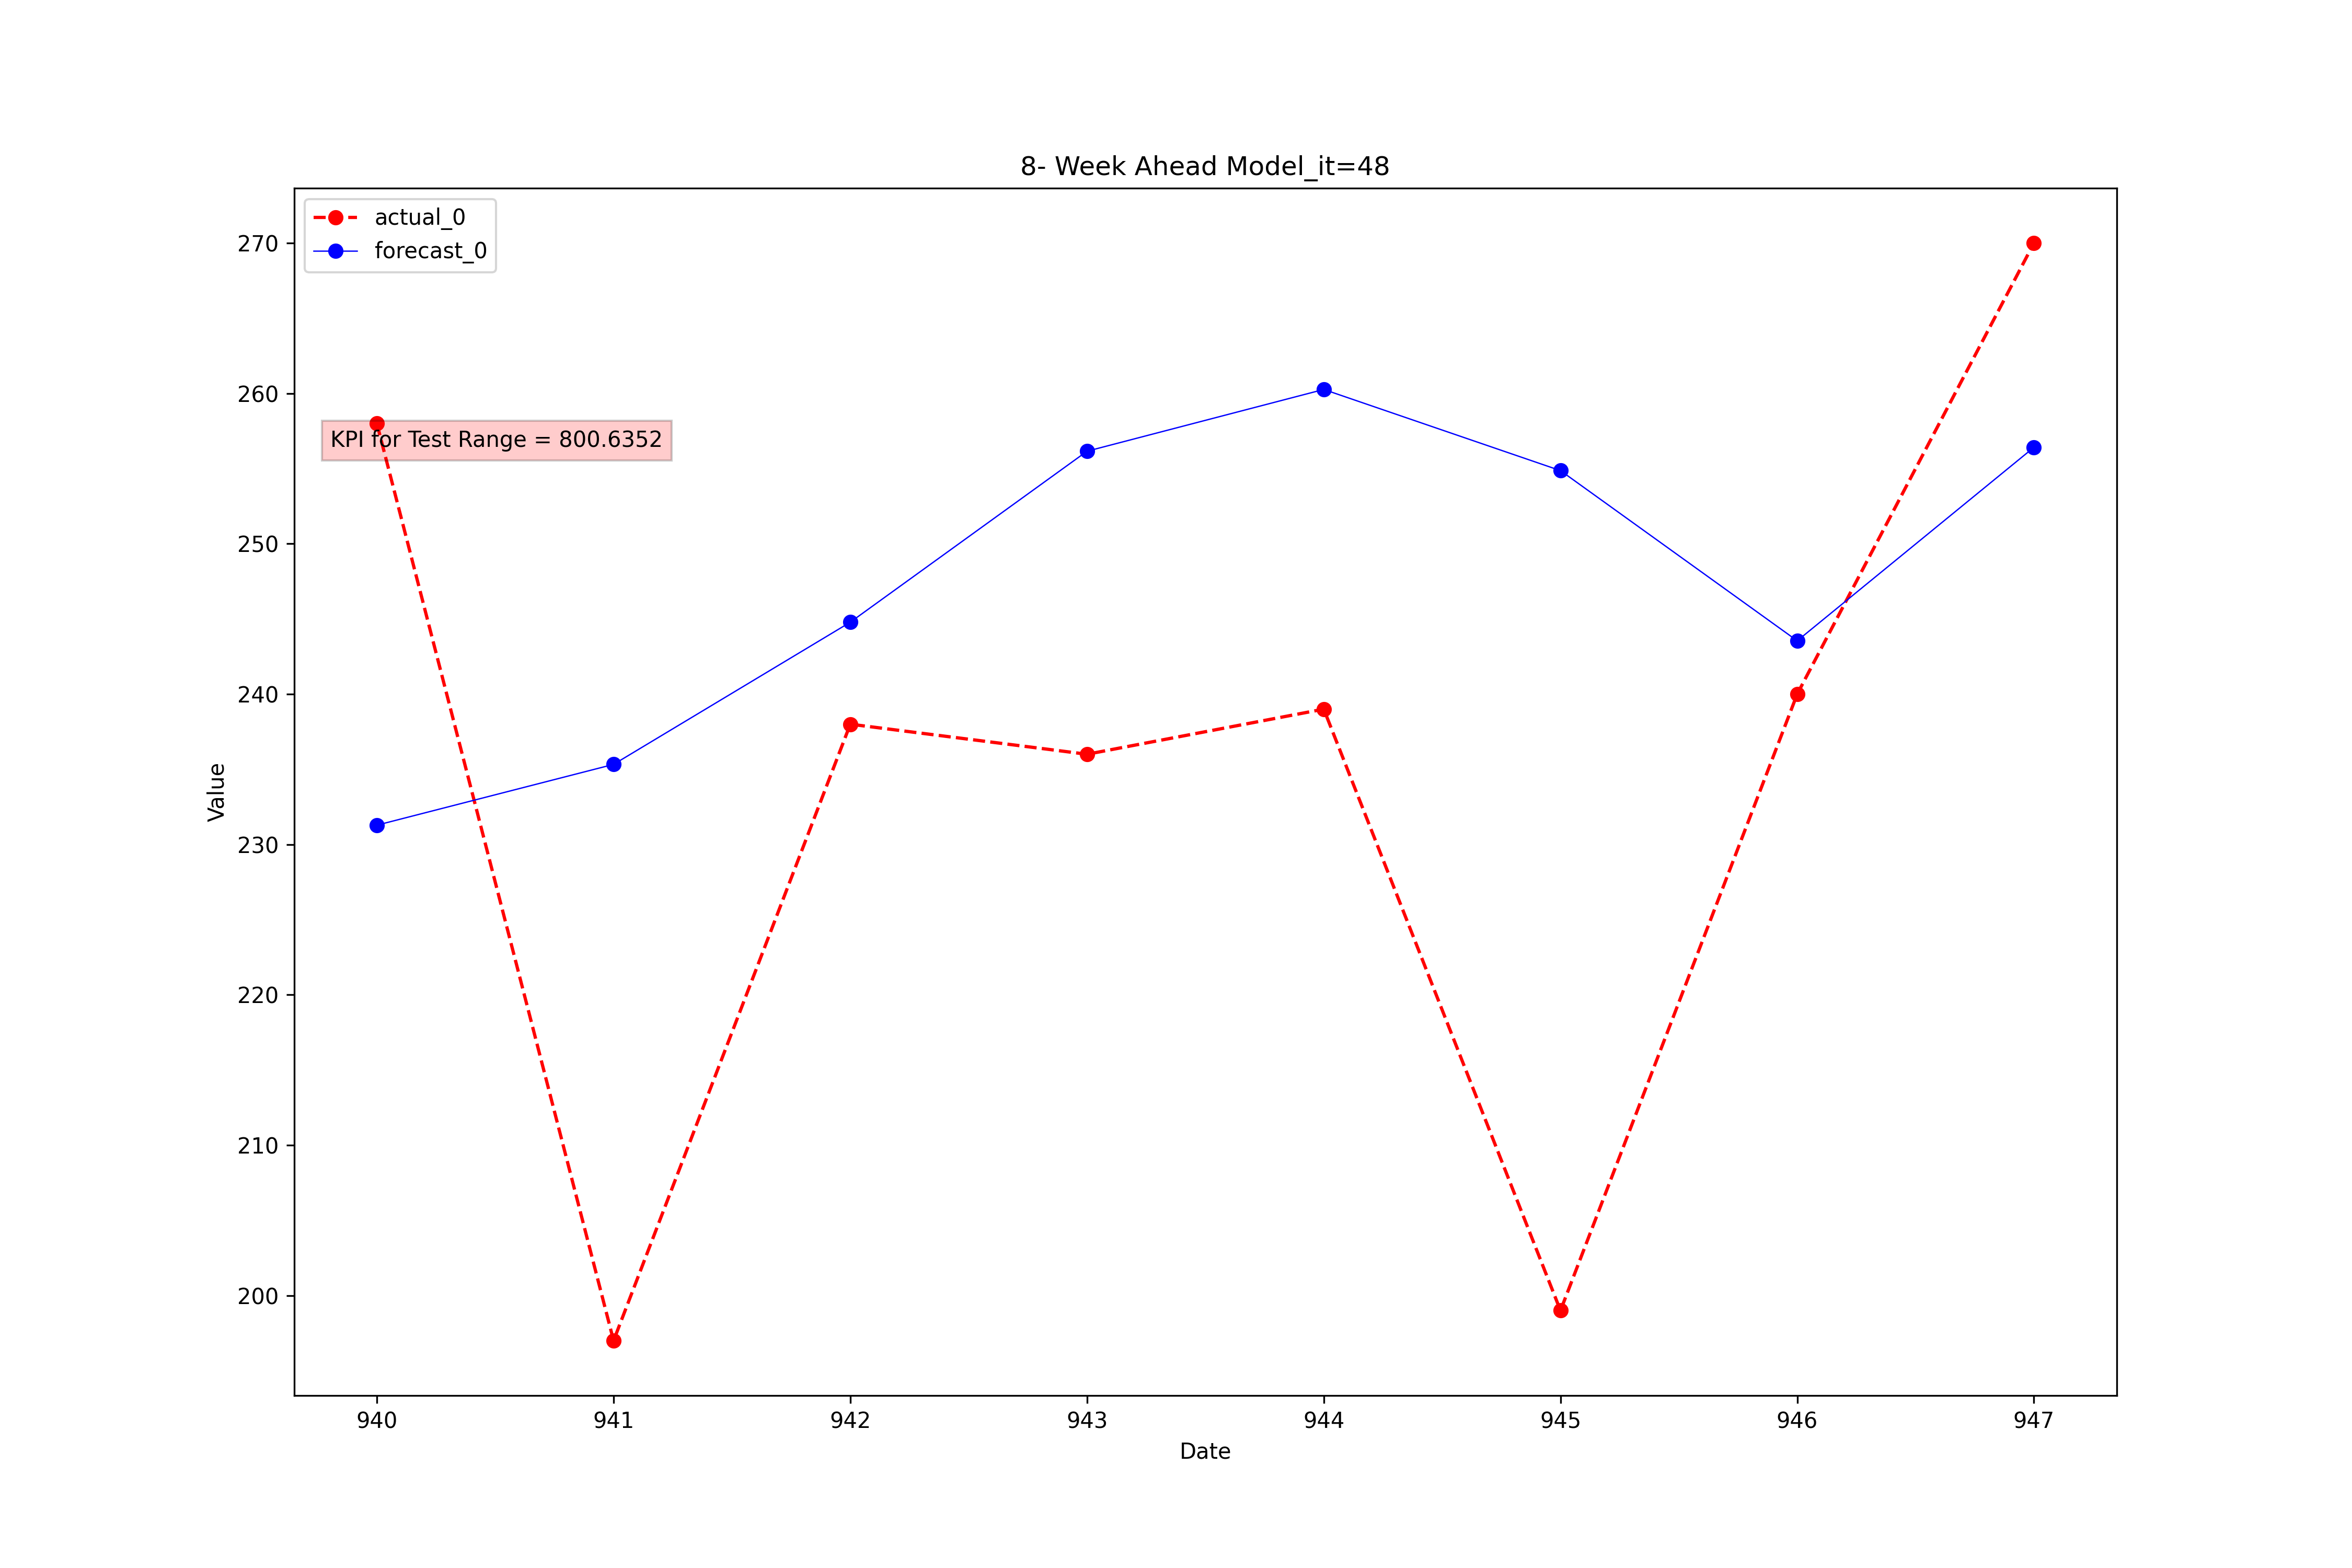 8- Week Ahead Model_it=48
actual_0
forecast_0
KPI for Test Range = 800.6352
270
260
250
240
230
220
210
200
Value
940 941 942 943 944 945 946 947
Date